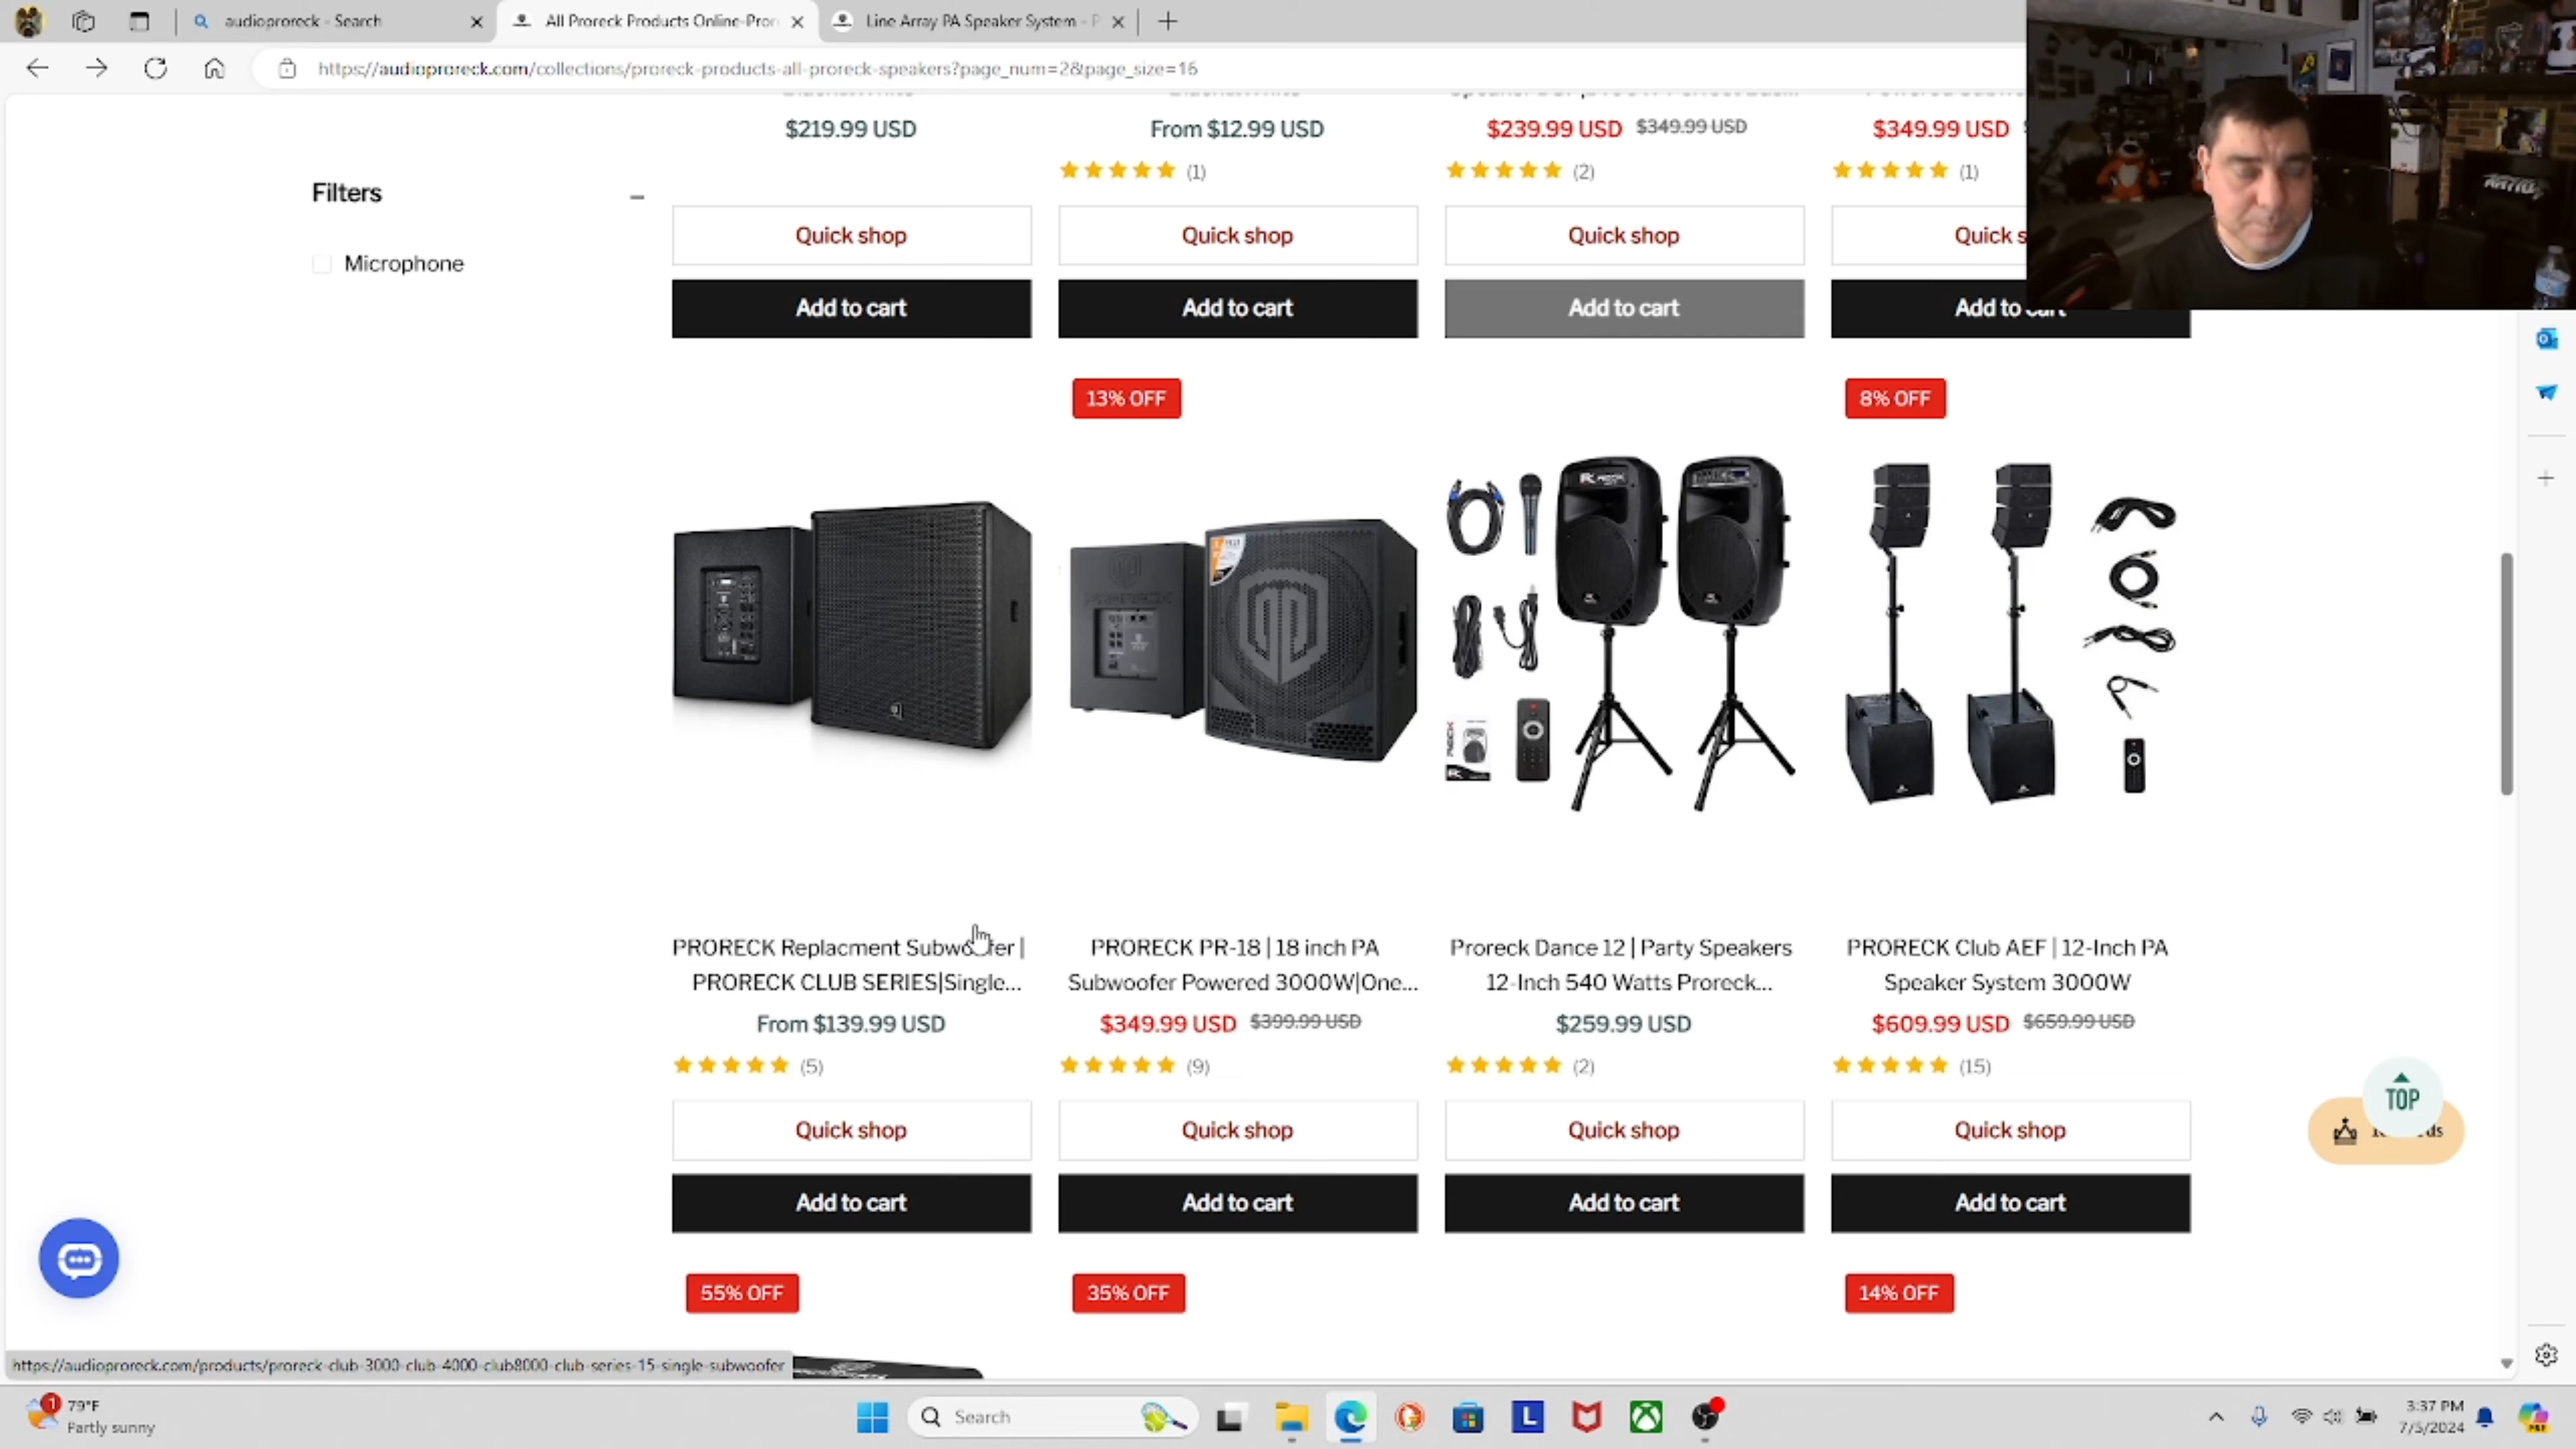 audioproreck - Search
All Proreck Products Online-Pror
Line Array PA Speaker System - P
https://audioproreck.com/collections/proreck-products-all-proreck-speakers?page_num=2&page_size=16
$219.99 USD
From $12.99 USD
$239.99 USD $349.99 USD
$349.99 USD
(1)
(2)
(1)
Filters
Microphone
Quick shop
Quick shop
Quick shop
Quick s
Add to cart
Add to cart
Add to cart
Add to cart
13% OFF
8% OFF
PRORECK Replacment Subwoofer |
PRORECK CLUB SERIES|Single...
From $139.99 USD
(5)
PRORECK PR-18 | 18 inch PA
Subwoofer Powered 3000W|One...
$349.99 USD $399.99 USD
(9)
Proreck Dance 12 | Party Speakers
12-Inch 540 Watts Proreck...
$259.99 USD
(2)
PRORECK Club AEF | 12-Inch PA
Speaker System 3000W
$609.99 USD $659.99 USD
(15)
TOP
Quick shop
Quick shop
Quick shop
Quick shop
Add to cart
Add to cart
Add to cart
Add to cart
55% OFF
35% OFF
14% OFF
https://audioproreck.com/products/proreck-club-3000-club-4000-club8000-club-series-15-single-subwoofer
1
79°F
Partly sunny
Search
L
3:37 PM
7/5/2024